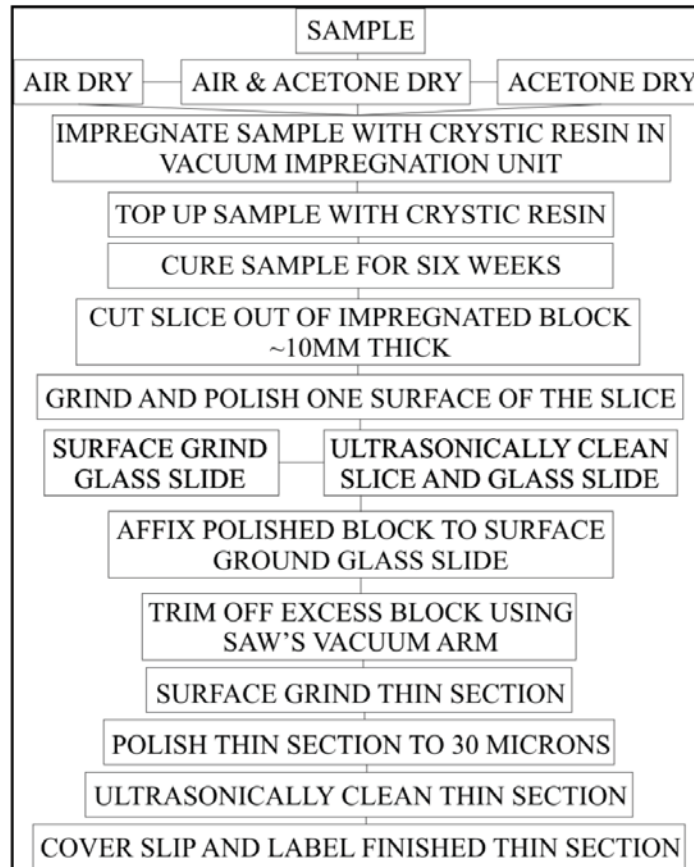 SAMPLE
AIR DRY
AIR & ACETONE DRY
ACETONE DRY
IMPREGNATE SAMPLE WITH CRYSTIC RESIN IN
VACUUM IMPREGNATION UNIT
TOP UP SAMPLE WITH CRYSTIC RESIN
CURE SAMPLE FOR SIX WEEKS
CUT SLICE OUT OF IMPREGNATED BLOCK
~10MM THICK
GRIND AND POLISH ONE SURFACE OF THE SLICE
SURFACE GRIND
GLASS SLIDE
ULTRASONICALLY CLEAN
SLICE AND GLASS SLIDE
AFFIX POLISHED BLOCK TO SURFACE
GROUND GLASS SLIDE
TRIM OFF EXCESS BLOCK USING
SAW'S VACUUM ARM
SURFACE GRIND THIN SECTION
POLISH THIN SECTION TO 30 MICRONS
ULTRASONICALLY CLEAN THIN SECTION
COVER SLIP AND LABEL FINISHED THIN SECTION